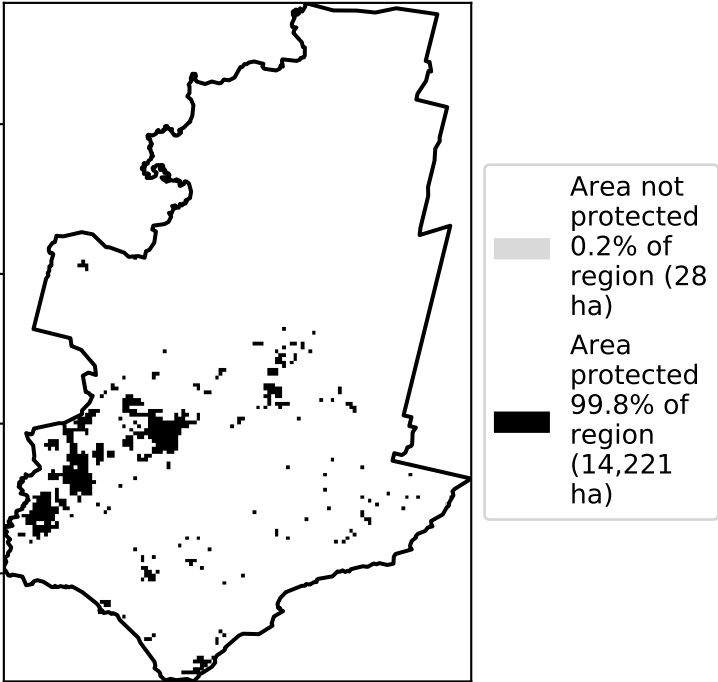 Area not
protected
0.2% of
region (28
ha)
Area
protected
99.8% of
region
(14,221
ha)